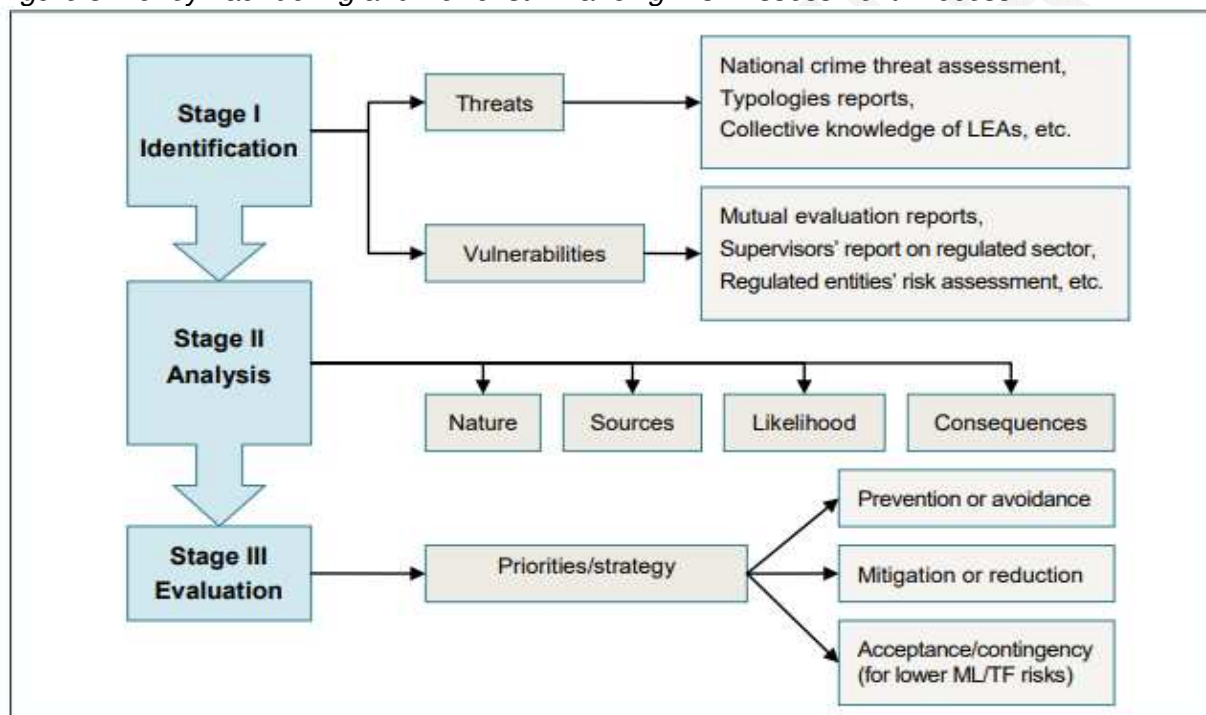 Stage I
Identification
Threats
National crime threat assessment,
Typologies reports,
Collective knowledge of LEAs, etc.
Vulnerabilities
Mutual evaluation reports,
Supervisors' report on regulated sector,
Regulated entities' risk assessment, etc.
Stage II
Analysis
Nature
Sources
Likelihood
Consequences
Stage III
Evaluation
Priorities/strategy
Prevention or avoidance
Mitigation or reduction
Acceptance/contingency
(for lower ML/TF risks)